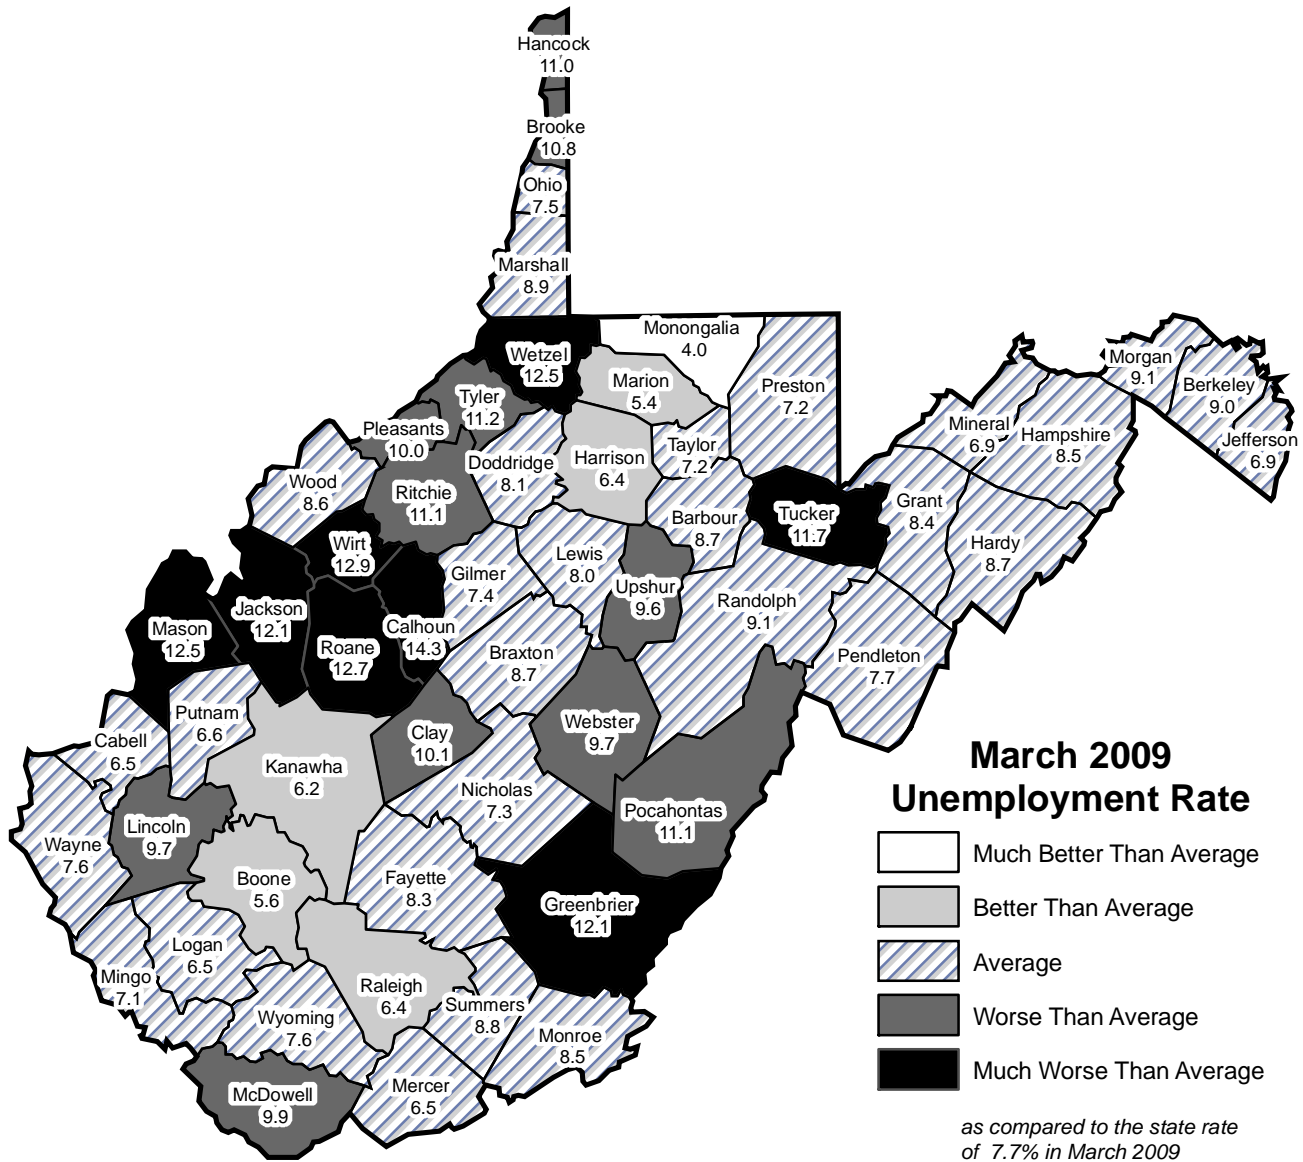 Hancock
11.0
Brooke
10.8
Ohio
7.5
Marshall
8.9
Wetzel
12.5
Monongalia
4.0
Marion
5.4
Preston
7.2
Tyler
11.2
Pleasants
10.0
Doddridge
8.1
Harrison
6.4
Taylor
7.2
Morgan
9.1
Berkeley
9.0
Jefferson
6.9
Mineral
6.9
Hampshire
8.5
Wood
8.6
Ritchie
11.1
Barbour
8.7
Tucker
11.7
Grant
8.4
Hardy
8.7
Wirt
12.9
Gilmer
7.4
Lewis
8.0
Upshur
9.6
Randolph
9.1
Mason
12.5
Jackson
12.1
Roane
12.7
Calhoun
14.3
Braxton
8.7
Pendleton
7.7
Putnam
6.6
Cabell
6.5
Kanawha
6.2
Clay
10.1
Webster
9.7
Nicholas
7.3
Pocahontas
11.1
Wayne
7.6
Lincoln
9.7
Boone
5.6
Fayette
8.3
Greenbrier
12.1
Logan
6.5
Mingo
7.1
Raleigh
6.4
Summers
8.8
Wyoming
7.6
Monroe
8.5
McDowell
9.9
Mercer
6.5
March 2009
Unemployment Rate
Much Better Than Average
Better Than Average
Average
Worse Than Average
Much Worse Than Average
as compared to the state rate
of 7.7% in March 2009